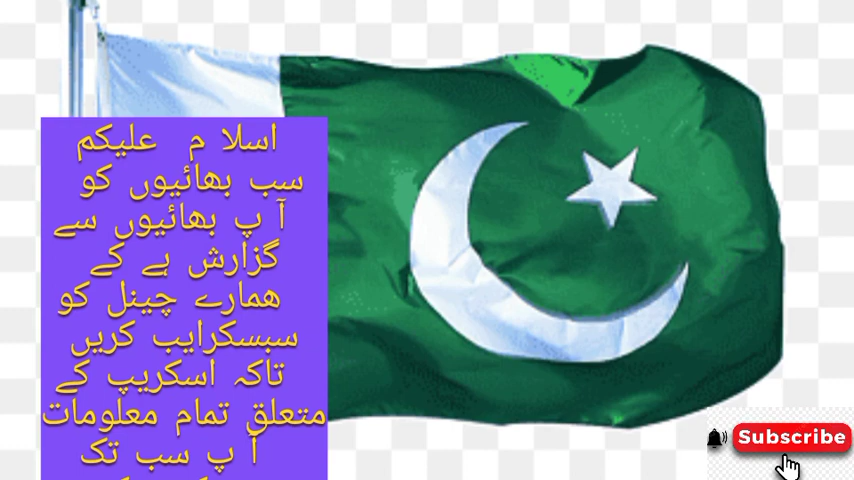 اسلا م علیکم
سب بھائیوں کو
آ پ بھائیوں سے
گزارش ہے کے
ھمارے چینل کو
سبسکرایب کریں
تاکہ اسکریپ کے
متعلق تمام معلومات
آ پ سب تک
Subscribe